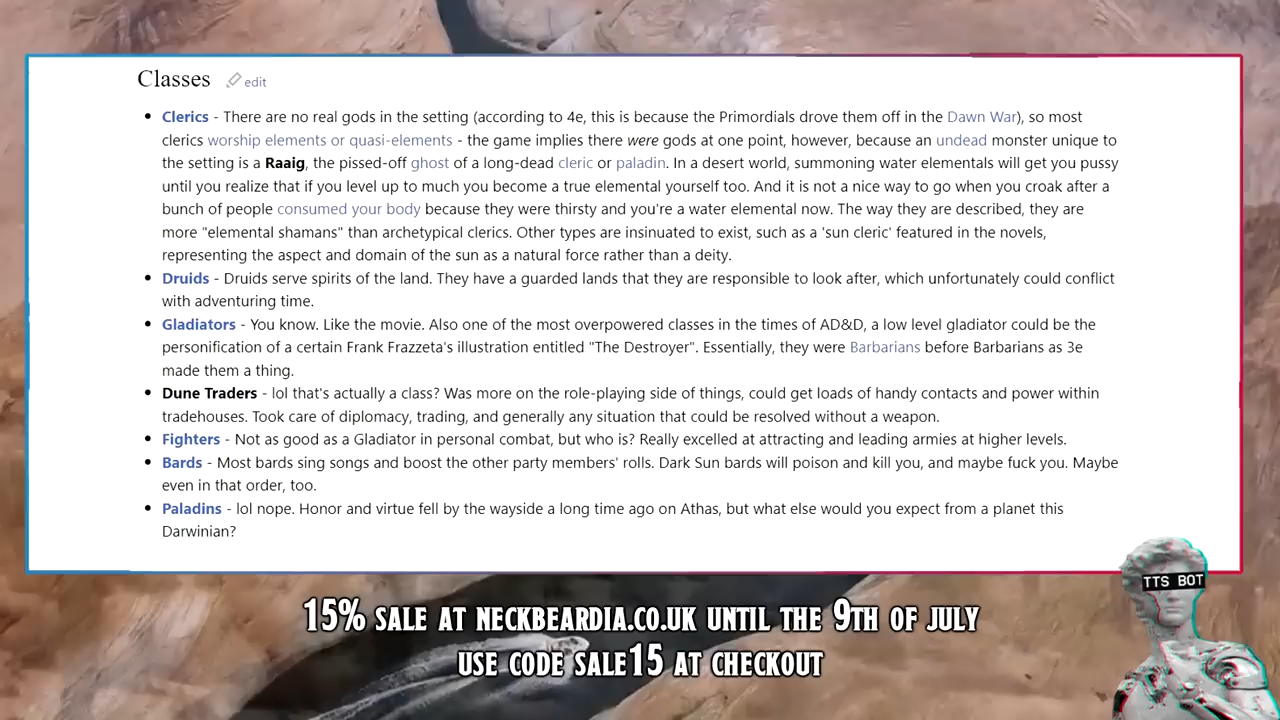 Classes edit
• Clerics - There are no real gods in the setting (according to 4e, this is because the Primordials drove them off in the Dawn War), so most
clerics worship elements or quasi-elements - the game implies there were gods at one point, however, because an undead monster unique to
the setting is a Raaig, the pissed-off ghost of a long-dead cleric or paladin. In a desert world, summoning water elementals will get you pussy
until you realize that if you level up to much you become a true elemental yourself too. And it is not a nice way to go when you croak after a
bunch of people consumed your body because they were thirsty and you're a water elemental now. The way they are described, they are
more "elemental shamans" than archetypical clerics. Other types are insinuated to exist, such as a 'sun cleric' featured in the novels,
representing the aspect and domain of the sun as a natural force rather than a deity.
• Druids - Druids serve spirits of the land. They have a guarded lands that they are responsible to look after, which unfortunately could conflict
with adventuring time.
• Gladiators - You know. Like the movie. Also one of the most overpowered classes in the times of AD&D, a low level gladiator could be the
personification of a certain Frank Frazzeta's illustration entitled "The Destroyer". Essentially, they were Barbarians before Barbarians as 3e
made them a thing.
• Dune Traders - lol that's actually a class? Was more on the role-playing side of things, could get loads of handy contacts and power within
tradehouses. Took care of diplomacy, trading, and generally any situation that could be resolved without a weapon.
• Fighters - Not as good as a Gladiator in personal combat, but who is? Really excelled at attracting and leading armies at higher levels.
• Bards - Most bards sing songs and boost the other party members' rolls. Dark Sun bards will poison and kill you, and maybe fuck you. Maybe
even in that order, too.
• Paladins - lol nope. Honor and virtue fell by the wayside a long time ago on Athas, but what else would you expect from a planet this
Darwinian?
TTS BOT
15% SALE AT NECKBEARDIA.CO.UK UNTIL THE 9TH OF JULY
USE CODE SALE15 AT CHECKOUT